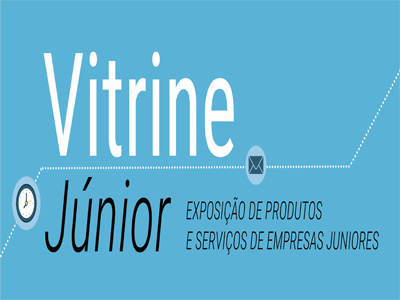 Vitrine
Júnior
EXPOSIÇÃO DE PRODUTOS
E SERVIÇOS DE EMPRESAS JUNIORES